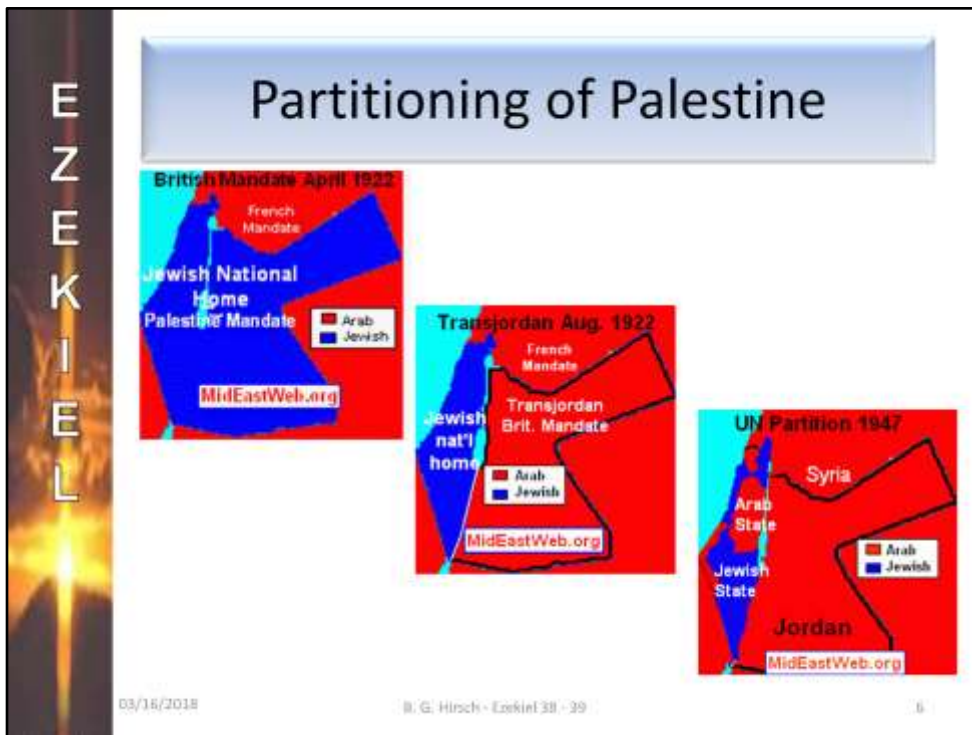 EZEKIEL
Partitioning of Palestine
British Mandate April 1922
French
Mandate
Jewish National
Home
Palestine Mandate
Arab
Jewish
MidEastWeb.org
Transjordan Aug. 1922
French
Mandate
Transjordan
Brit. Mandate
Jewish
nat'l
home
Arab
Jewish
MidEastWeb.org
UN Partition 1947
Syria
Arab
State
Jewish
State
Arab
Jewish
Jordan
MidEastWeb.org
03/16/2018
B. G. Hirsch - Ezekiel 38 - 39
6